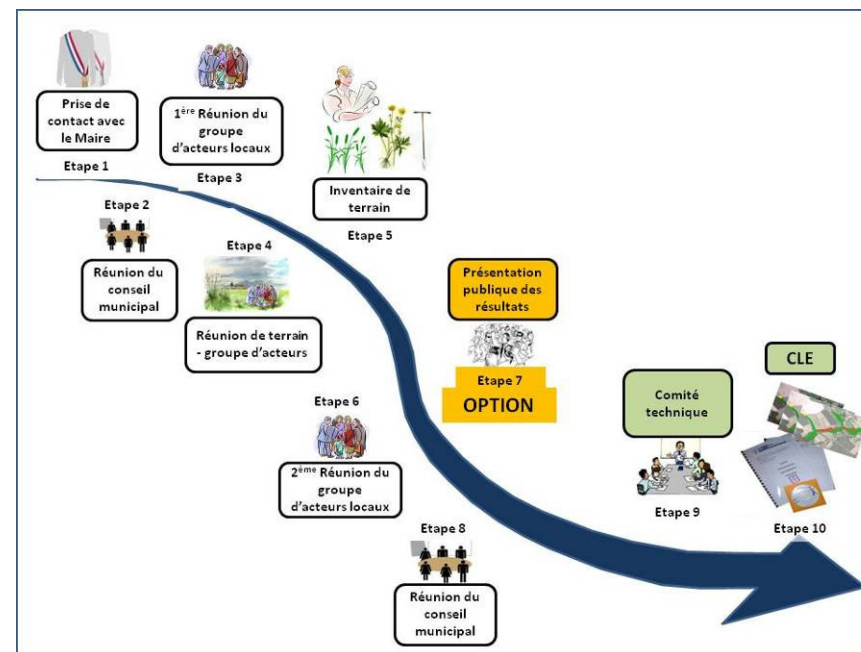 Prise de
contact avec
le Maire
Etape 1
Etape 2
Réunion du
conseil
municipal
1ère Réunion du
groupe
d'acteurs locaux
Etape 3
Etape 4
Réunion de terrain
- groupe d'acteurs
Inventaire de
terrain
Etape 5
Etape 6
2ème Réunion du
groupe
d'acteurs locaux
Présentation
publique des
résultats
Etape 7
OPTION
Etape 8
Réunion du
conseil
municipal
Comité
technique
Etape 9
CLE
Etape 10